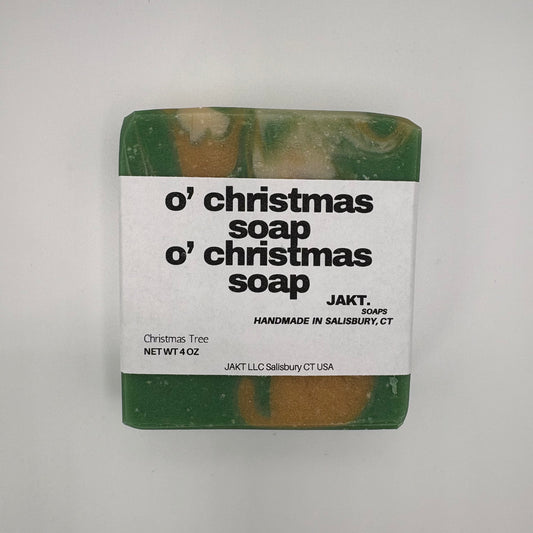 o’ christmas
soap
o’ christmas
soap
JAKT.
SOAPS
HANDMADE IN SALISBURY, CT
Christmas Tree
NET WT 4 OZ
JAKT LLC Salisbury CT USA